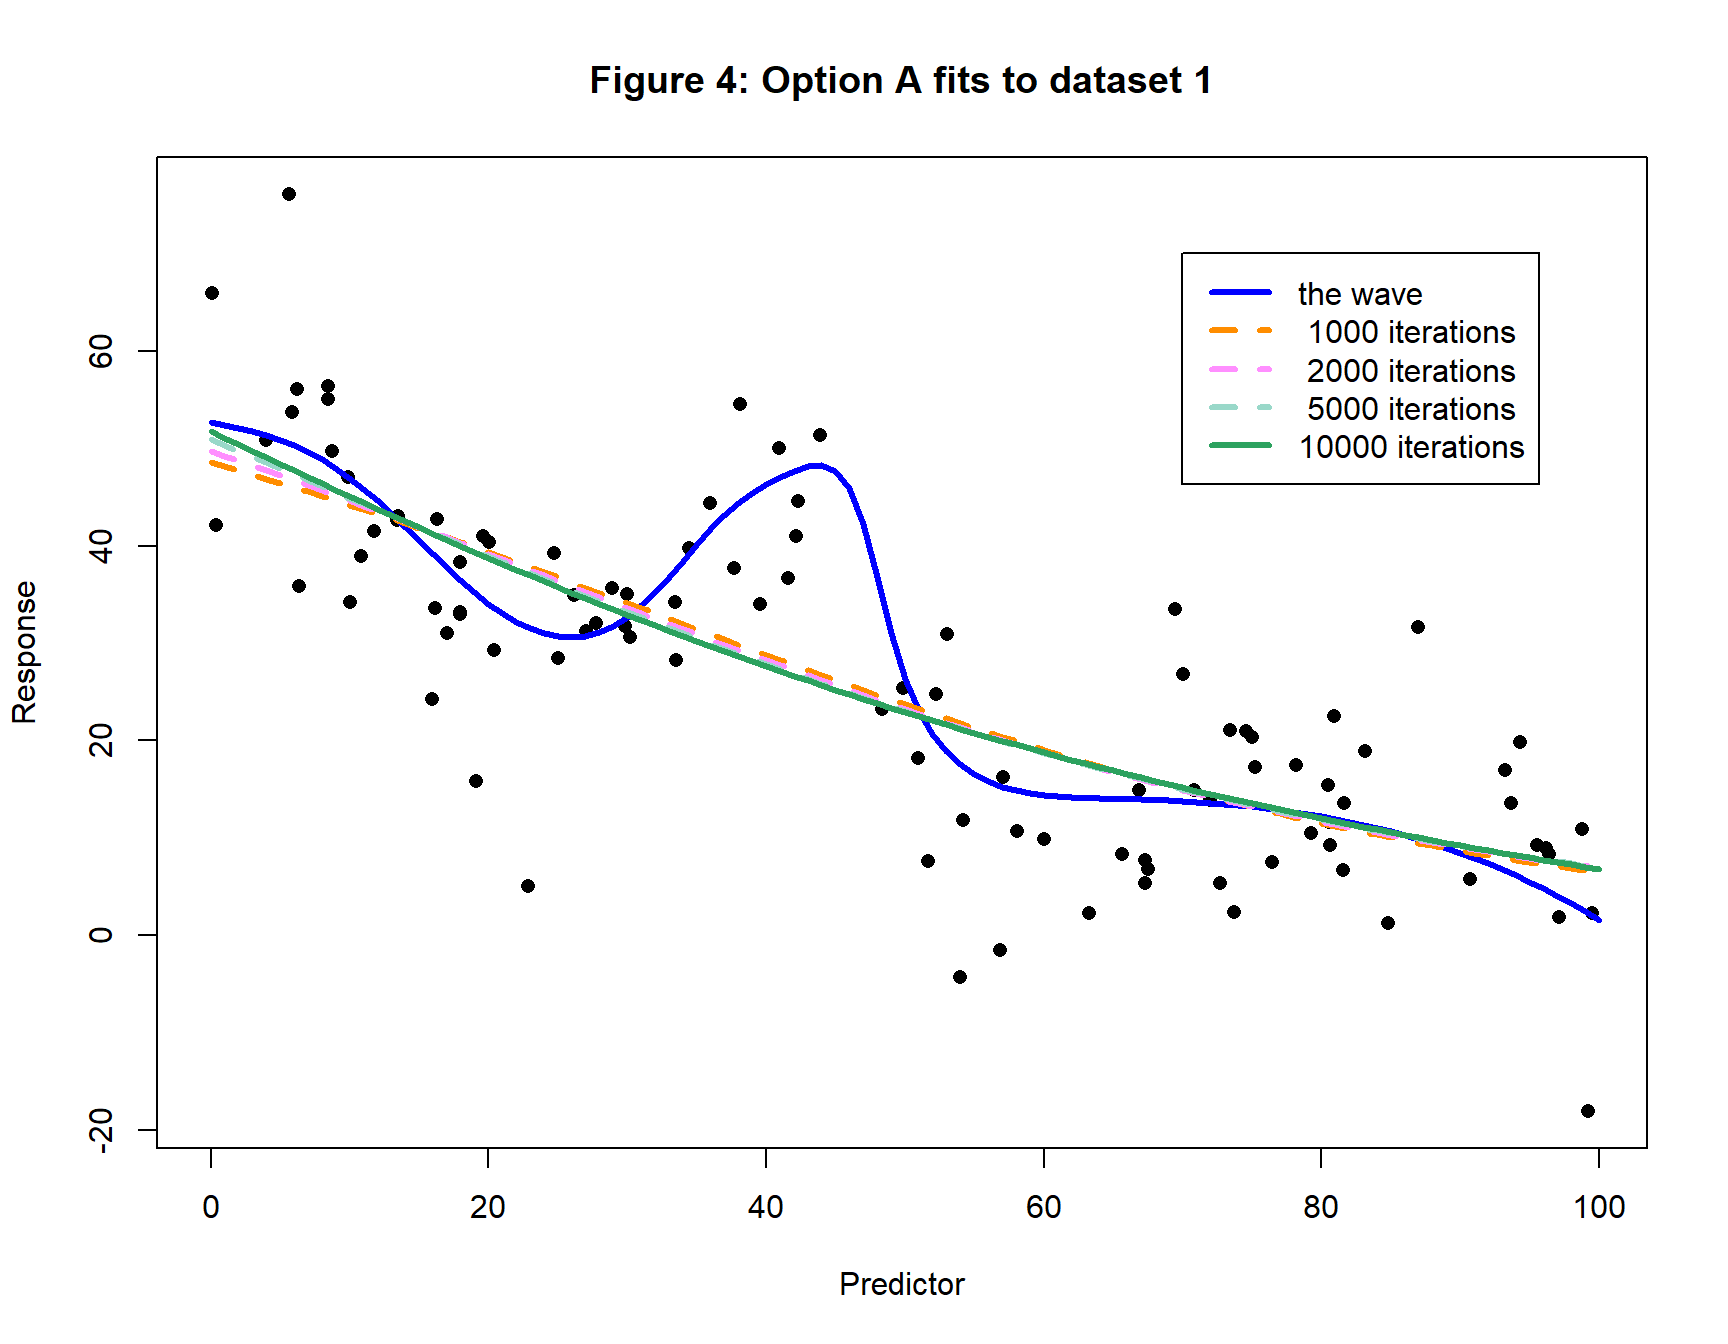 Figure 4: Option A fits to dataset 1
the wave
1000 iterations
2000 iterations
5000 iterations
10000 iterations
Response
60
40
20
0
-20
0 20 40 60 80 100
Predictor